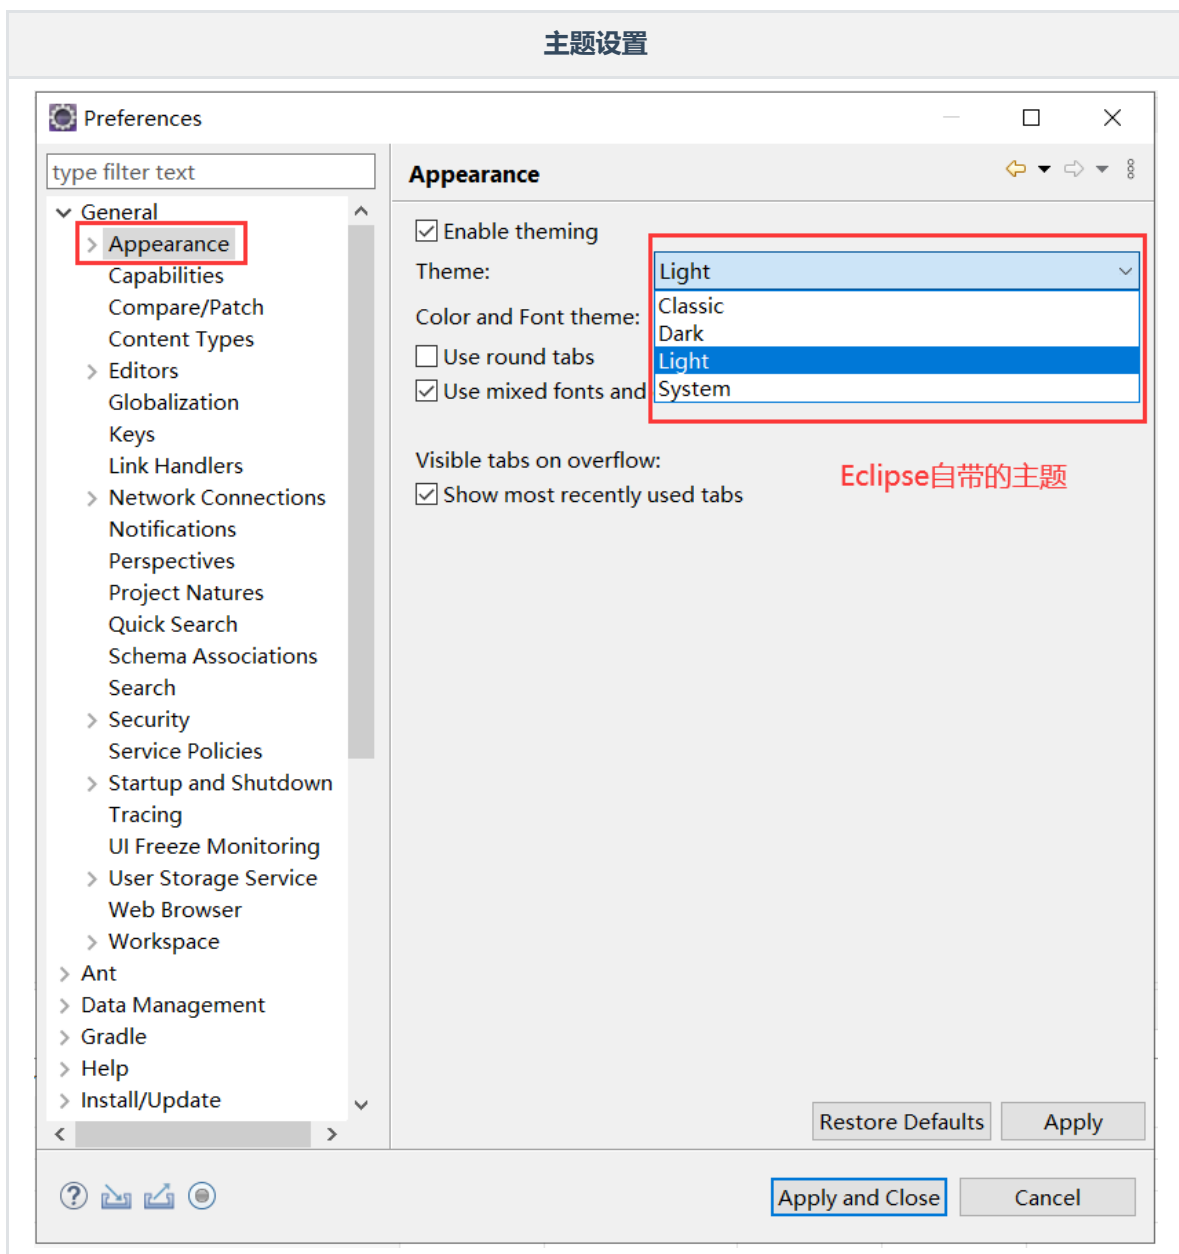 主题设置
Preferences
type filter text
Appearance
General
Appearance
Capabilities
Compare/Patch
Content Types
Editors
Globalization
Keys
Link Handlers
Network Connections
Notifications
Perspectives
Project Natures
Quick Search
Schema Associations
Search
Security
Service Policies
Startup and Shutdown
Tracing
UI Freeze Monitoring
User Storage Service
Web Browser
Workspace
Ant
Data Management
Gradle
Help
Install/Update
Enable theming
Theme:
Light
Classic
Dark
Light
System
Color and Font theme:
Use round tabs
Use mixed fonts and
Visible tabs on overflow:
Show most recently used tabs
Eclipse自带的主题
Restore Defaults
Apply
Apply and Close
Cancel